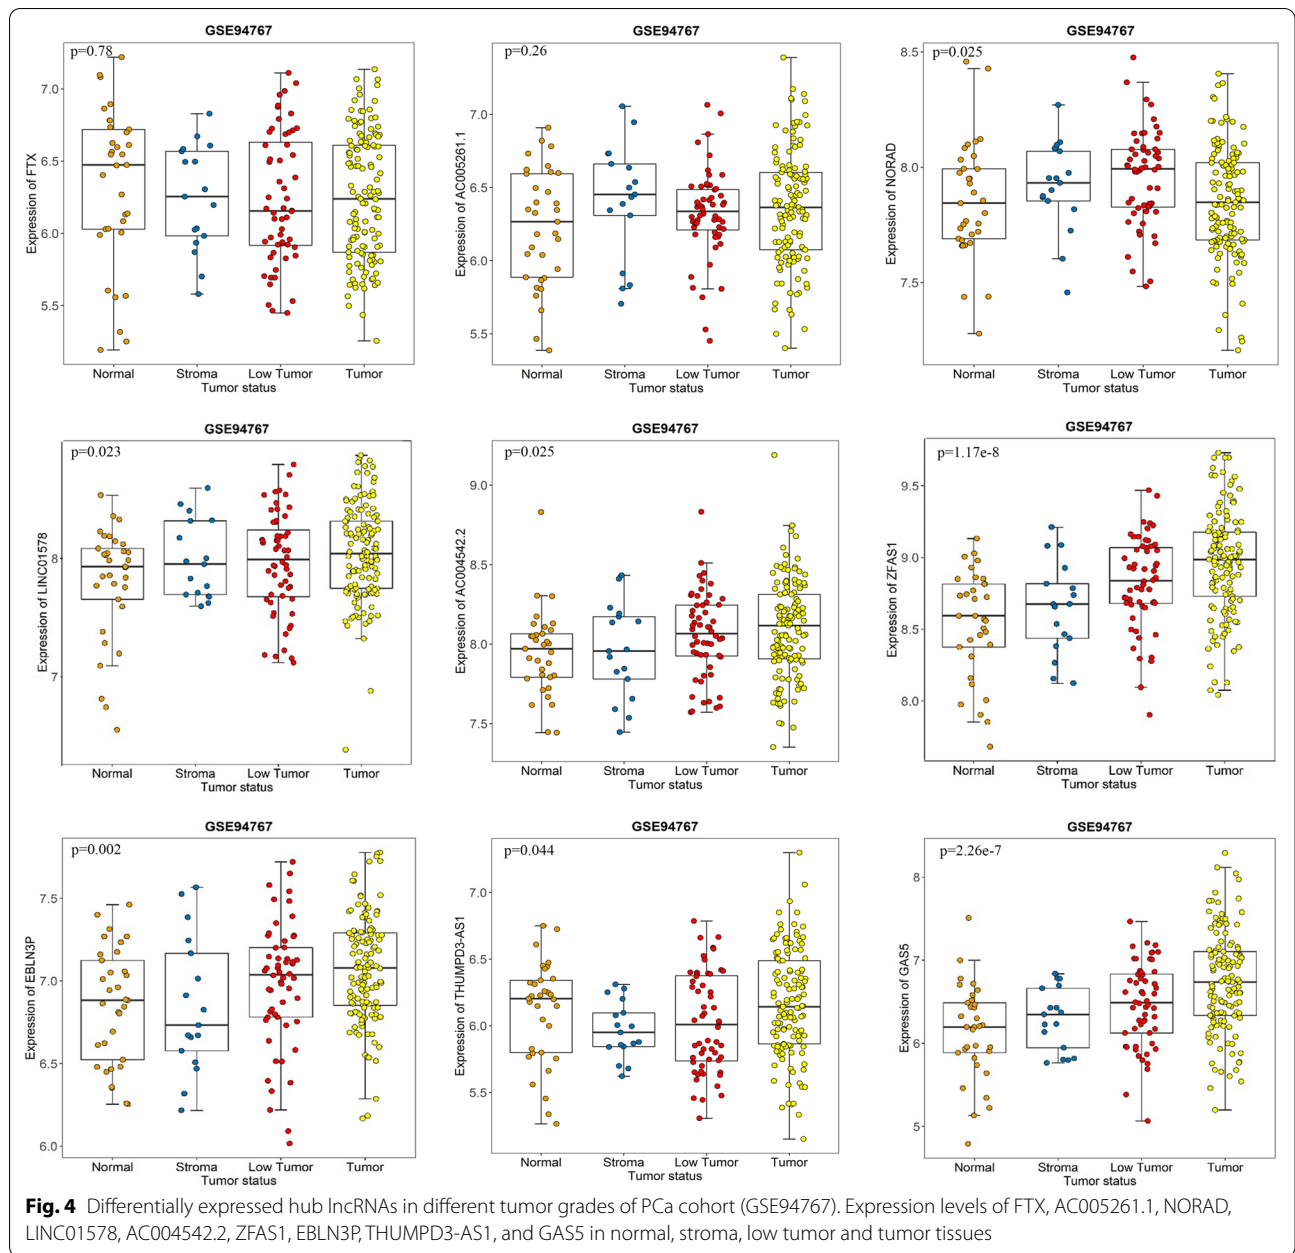 GSE94767
p=0.78
7.0
6.5
6.0
5.5
Expression of FTX
Normal Stroma Low Tumor Tumor
Tumor status
GSE94767
p=0.26
7.0
6.5
6.0
5.5
Expression of AC005261.1
Normal Stroma Low Tumor Tumor
Tumor status
GSE94767
p=0.025
8.5
8.0
7.5
Expression of NORAD
Normal Stroma Low Tumor Tumor
Tumor status
GSE94767
p=0.023
8
7
Expression of LINC01578
Normal Stroma Low Tumor Tumor
Tumor status
GSE94767
p=0.025
9.0
8.5
8.0
7.5
Expression of AC004542.2
Normal Stroma Low Tumor Tumor
Tumor status
GSE94767
p=1.17e-8
9.5
9.0
8.5
8.0
Expression of ZFAS1
Normal Stroma Low Tumor Tumor
Tumor status
GSE94767
p=0.002
7.5
7.0
6.5
6.0
Expression of EBLN3P
Normal Stroma Low Tumor Tumor
Tumor status
GSE94767
p=0.044
7.0
6.5
6.0
5.5
Expression of THUMPD3-AS1
Normal Stroma Low Tumor Tumor
Tumor status
GSE94767
p=2.26e-7
8
7
6
5
Expression of GAS5
Normal Stroma Low Tumor Tumor
Tumor status
Fig. 4 Differentially expressed hub lncRNAs in different tumor grades of PCa cohort (GSE94767). Expression levels of FTX, AC005261.1, NORAD,
LINC01578, AC004542.2, ZFAS1, EBLN3P, THUMPD3-AS1, and GAS5 in normal, stroma, low tumor and tumor tissues